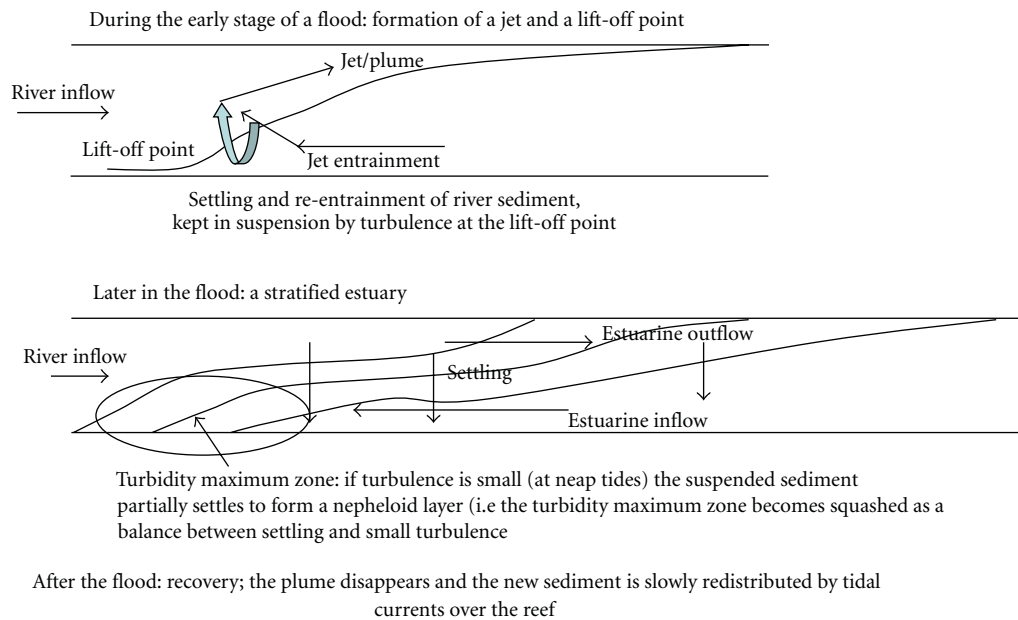 During the early stage of a flood: formation of a jet and a lift-off point
Jet/plume
River inflow
Lift-off point
Jet entrainment
Settling and re-entrainment of river sediment,
kept in suspension by turbulence at the lift-off point
Later in the flood: a stratified estuary
Estuarine outflow
River inflow
Settling
Estuarine inflow
Turbidity maximum zone: if turbulence is small (at neap tides) the suspended sediment
partially settles to form a nepheloid layer (i.e the turbidity maximum zone becomes squashed as a
balance between settling and small turbulence
After the flood: recovery; the plume disappears and the new sediment is slowly redistributed by tidal
currents over the reef